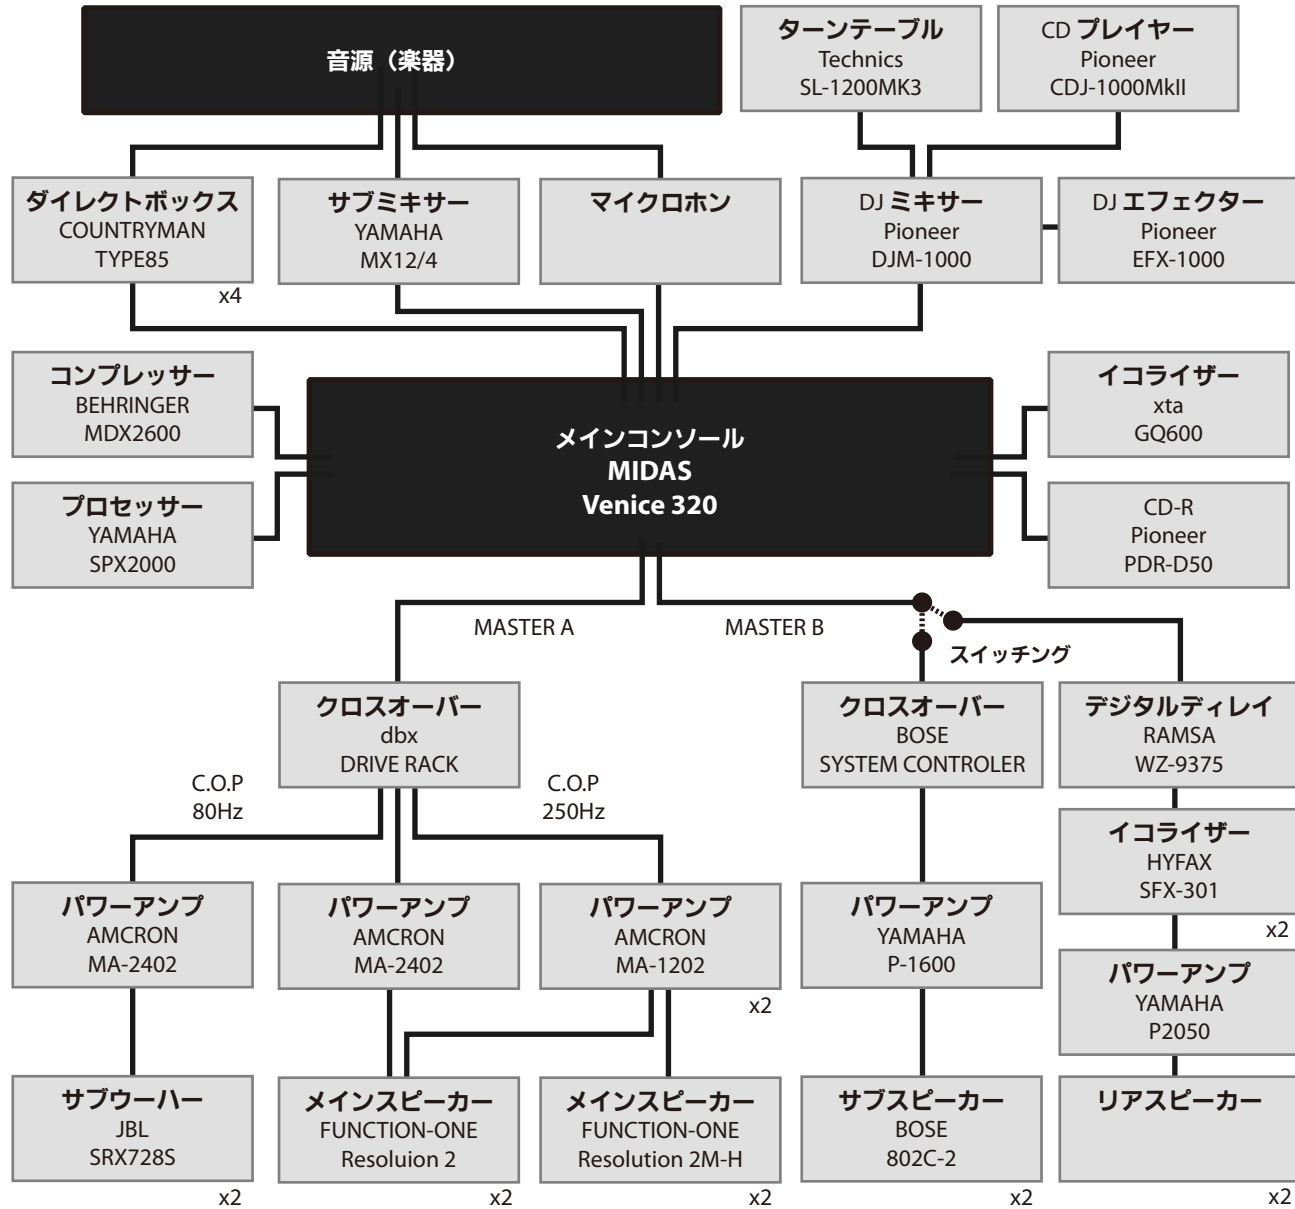 音源（楽器）
ターンテーブル
Technics
SL-1200MK3
CD プレイヤー
Pioneer
CDJ-1000MkII
ダイレクトボックス
COUNTRYMAN
TYPE85
x4
サブミキサー
YAMAHA
MX12/4
マイクロホン
DJ ミキサー
Pioneer
DJM-1000
DJ エフェクター
Pioneer
EFX-1000
コンプレッサー
BEHRINGER
MDX2600
プロセッサー
YAMAHA
SPX2000
メインコンソール
MIDAS
Venice 320
イコライザー
xta
GQ600
CD-R
Pioneer
PDR-D50
MASTER A
MASTER B
スイッチング
クロスオーバー
dbx
DRIVE RACK
クロスオーバー
BOSE
SYSTEM CONTROLER
デジタルディレイ
RAMSA
WZ-9375
C.O.P
80Hz
C.O.P
250Hz
イコライザー
HYFAX
SFX-301
x2
パワーアンプ
AMCRON
MA-2402
パワーアンプ
AMCRON
MA-2402
パワーアンプ
AMCRON
MA-1202
x2
パワーアンプ
YAMAHA
P-1600
パワーアンプ
YAMAHA
P2050
サブウーハー
JBL
SRX728S
x2
メインスピーカー
FUNCTION-ONE
Resoluion 2
x2
メインスピーカー
FUNCTION-ONE
Resolution 2M-H
x2
サブスピーカー
BOSE
802C-2
x2
リアスピーカー
x2